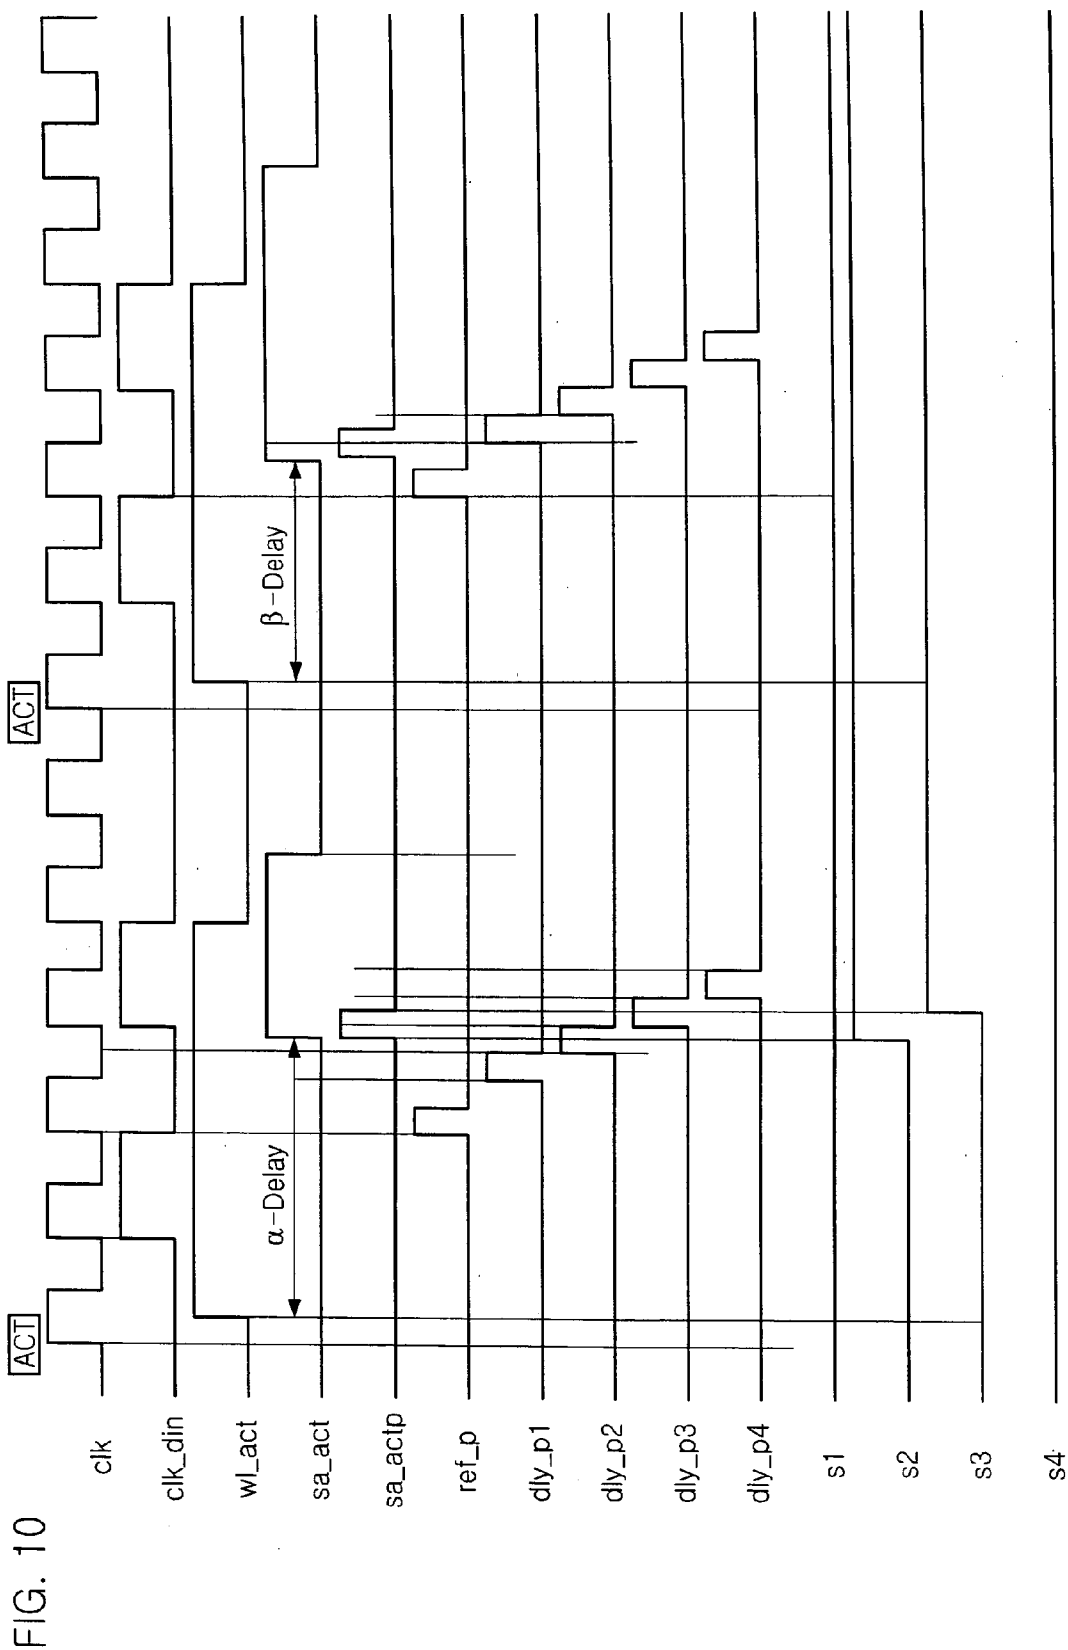 FIG. 10
ACT
ACT
clk
clk_din
wl_act
α-Delay
β-Delay
sa_act
sa_actp
ref_p
dly_p1
dly_p2
dly_p3
dly_p4
s1
s2
s3
s4